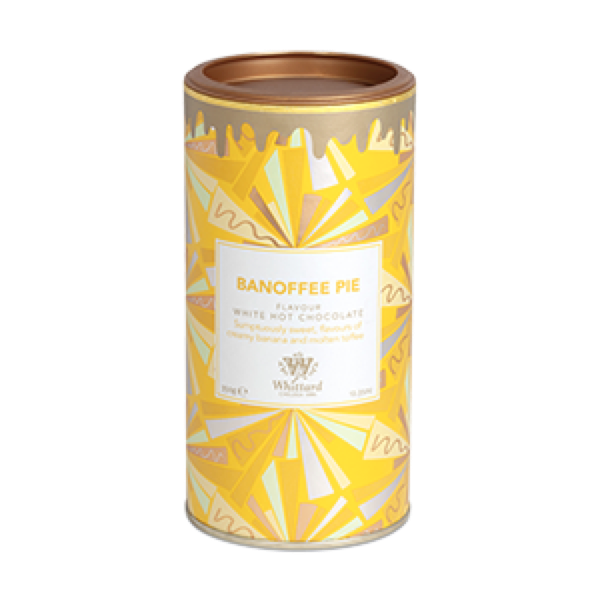 BANOFFEE PIE
FLAVOUR
WHITE HOT CHOCOLATE
Sumptuously sweet, flavours of
creamy banana and molten toffee
Whittard